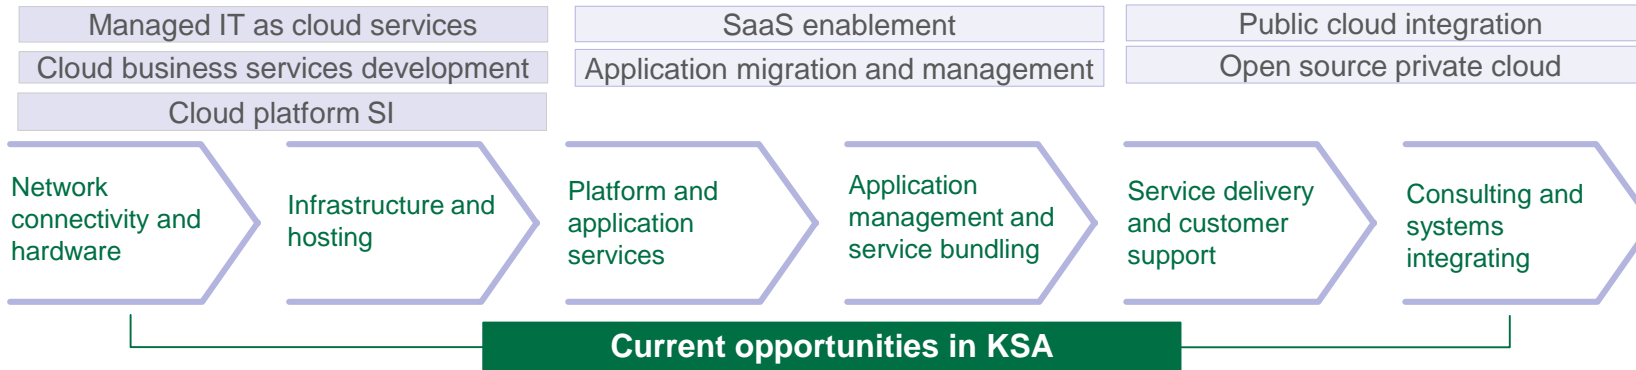 Managed IT as cloud services
Cloud business services development
Cloud platform SI
SaaS enablement
Application migration and management
Public cloud integration
Open source private cloud
Network
connectivity and
hardware
Infrastructure and
hosting
Platform and
application
services
Application
management and
service bundling
Service delivery
and customer
support
Consulting and
systems
integrating
Current opportunities in KSA